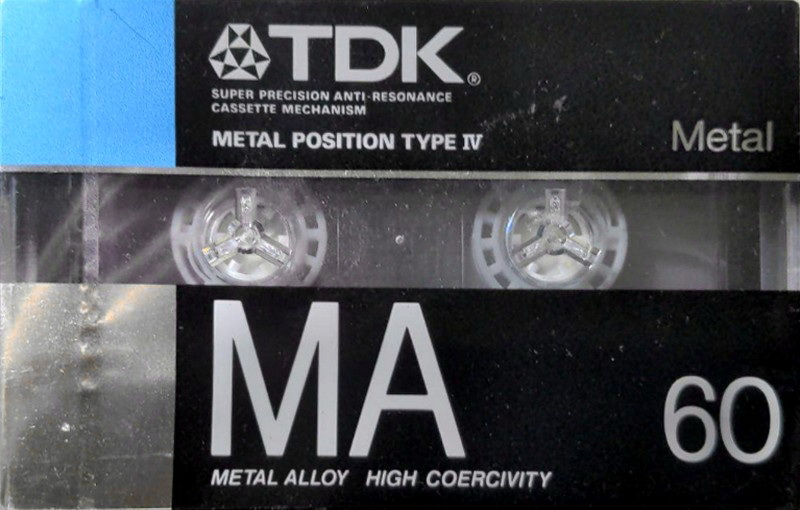 TDK®
SUPER PRECISION ANTI-RESONANCE
CASSETTE MECHANISM
METAL POSITION TYPE IV
Metal
MA
60
METAL ALLOY HIGH COERCIVITY